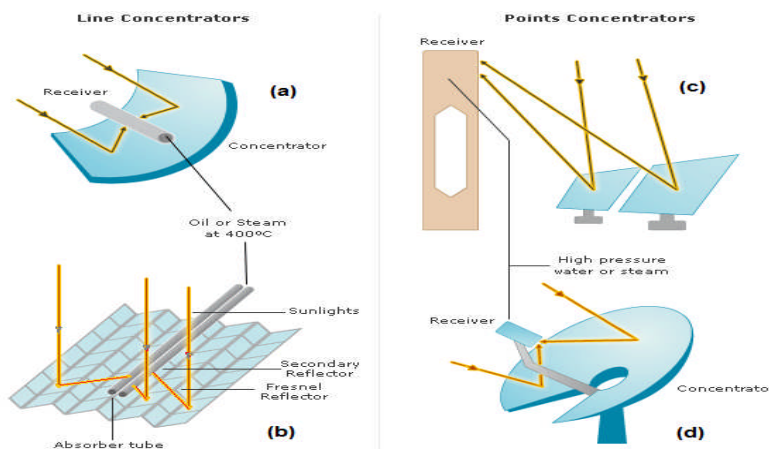 Line Concentrators
Receiver
(a)
Concentrator
Oil or Steam
at 400ºC
Sunlights
Secondary
Reflector
Fresnel
Reflector
(b)
Absorber tube
Points Concentrators
Receiver
(c)
High pressure
water or steam
Receiver
Concentrato
(d)